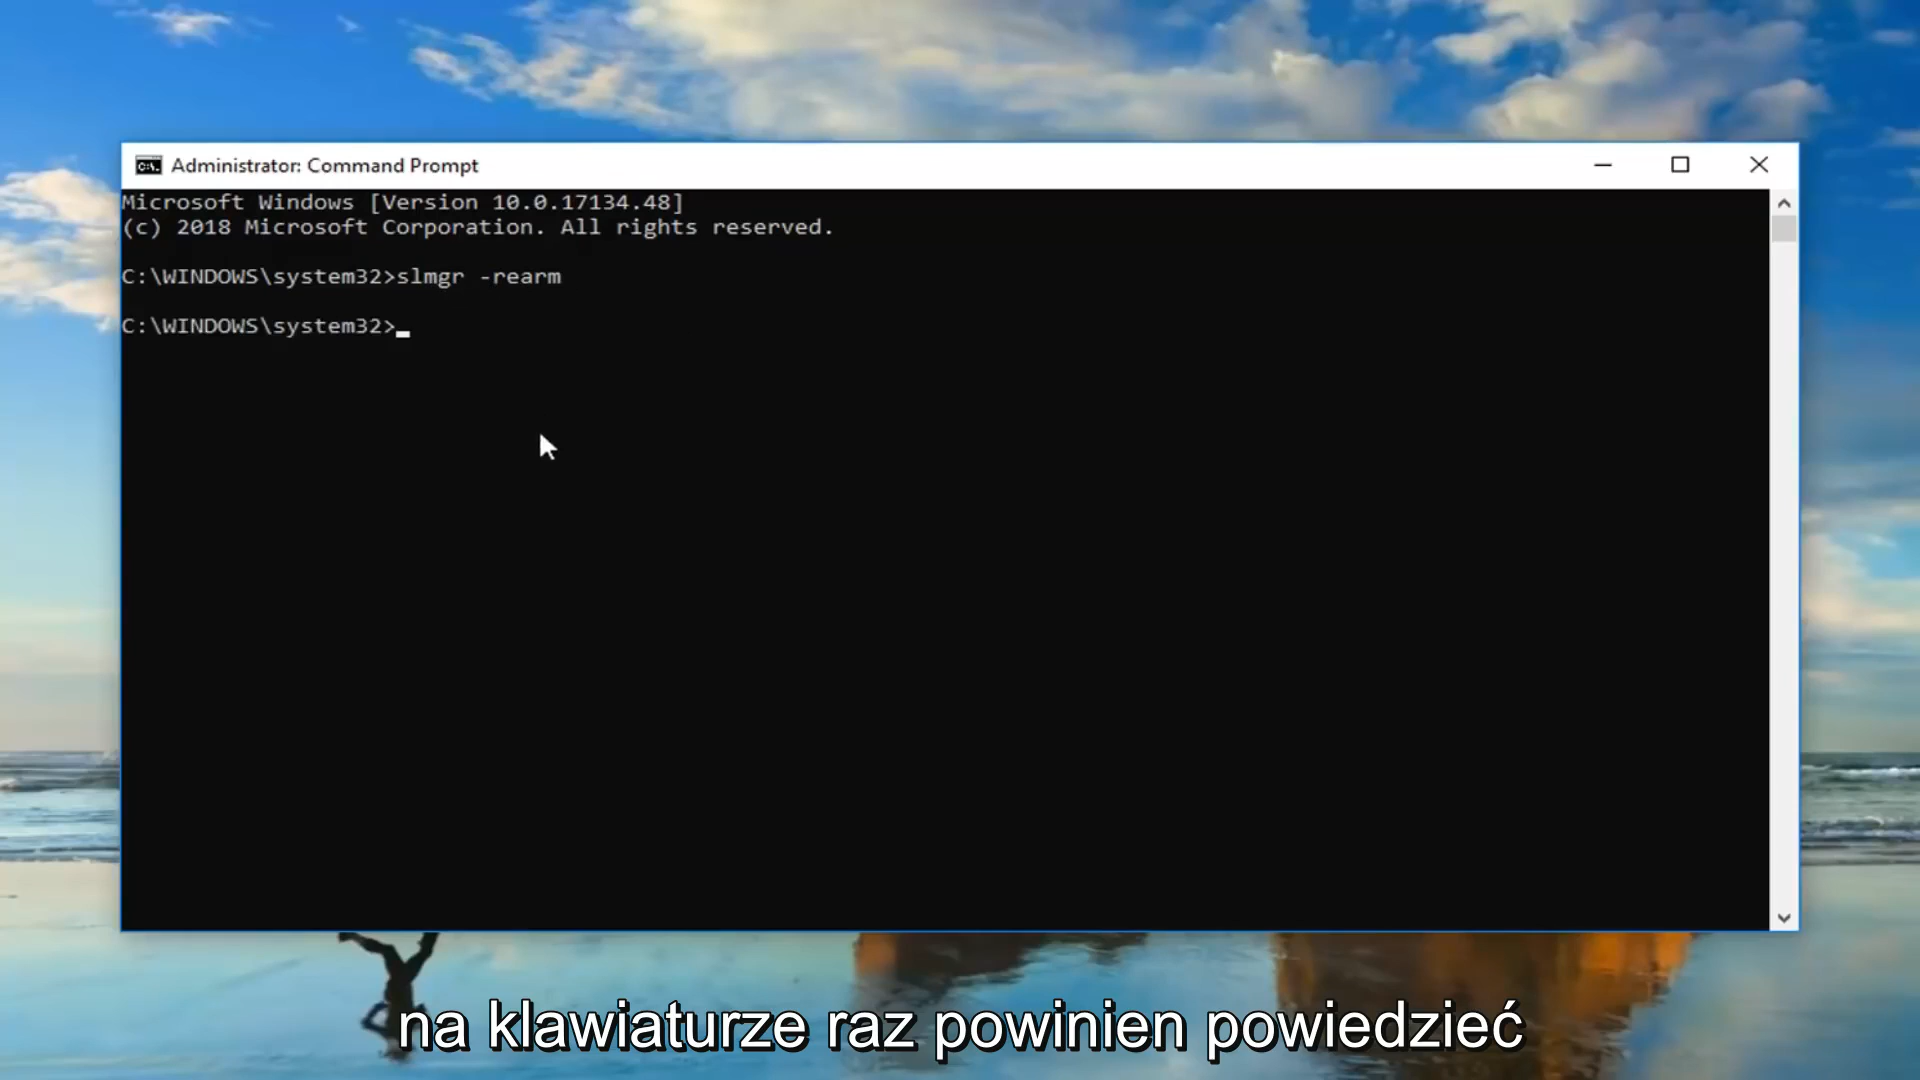 Administrator: Command Prompt
Microsoft Windows [Version 10.0.17134.48]
(c) 2018 Microsoft Corporation. All rights reserved.
C:\WINDOWS\system32>slmgr -rearm
C:\WINDOWS\system32>
na klawiaturze raz powinien powiedzieć